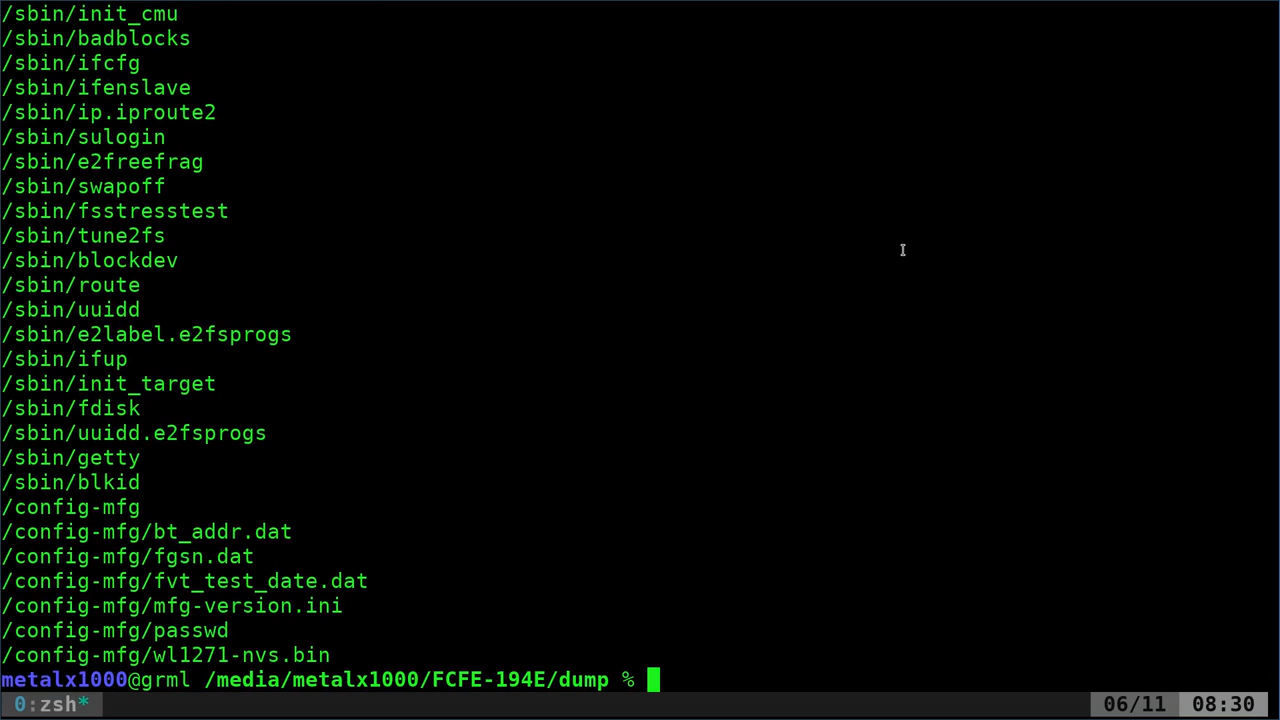 /sbin/init_cmu
/sbin/badblocks
/sbin/ifcfg
/sbin/ifenslave
/sbin/ip.iproute2
/sbin/sulogin
/sbin/e2freefrag
/sbin/swapoff
/sbin/fsstresstest
/sbin/tune2fs
/sbin/blockdev
/sbin/route
/sbin/uuidd
/sbin/e2label.e2fsprogs
/sbin/ifup
/sbin/init_target
/sbin/fdisk
/sbin/uuidd.e2fsprogs
/sbin/getty
/sbin/blkid
/config-mfg
/config-mfg/bt_addr.dat
/config-mfg/fgsn.dat
/config-mfg/fvt_test_date.dat
/config-mfg/mfg-version.ini
/config-mfg/passwd
/config-mfg/wl1271-nvs.bin
metalx1000@grml /media/metalx1000/FCFE-194E/dump %
0:zsh* 06/11 08:30